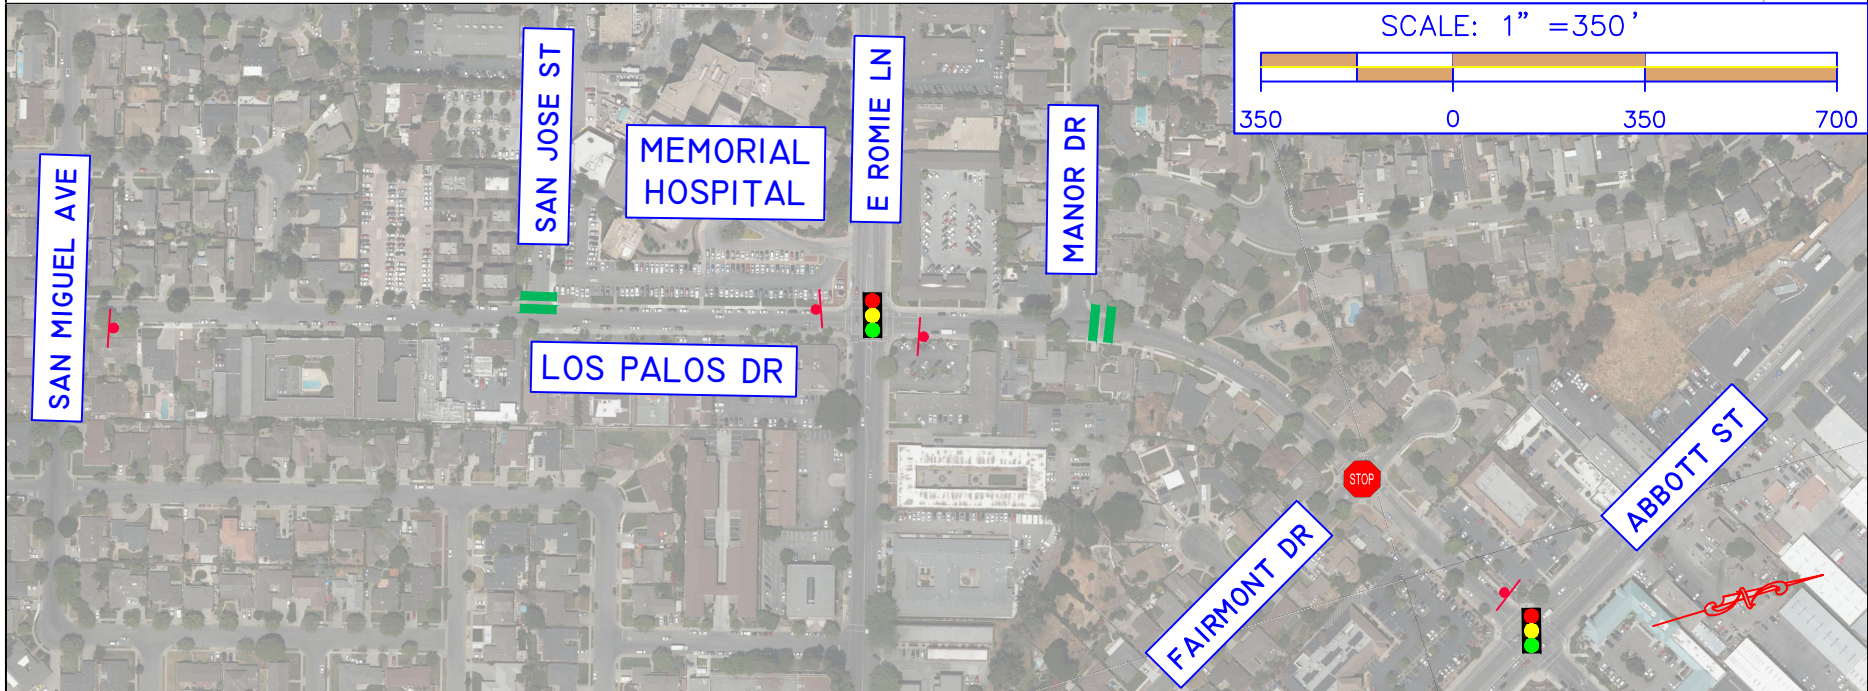 SCALE: 1" =350'
350 0 350 700
SAN MIGUEL AVE
SAN JOSE ST
MEMORIAL
HOSPITAL
E ROMIE LN
MANOR DR
LOS PALOS DR
STOP
FAIRMONT DR
ABBOTT ST